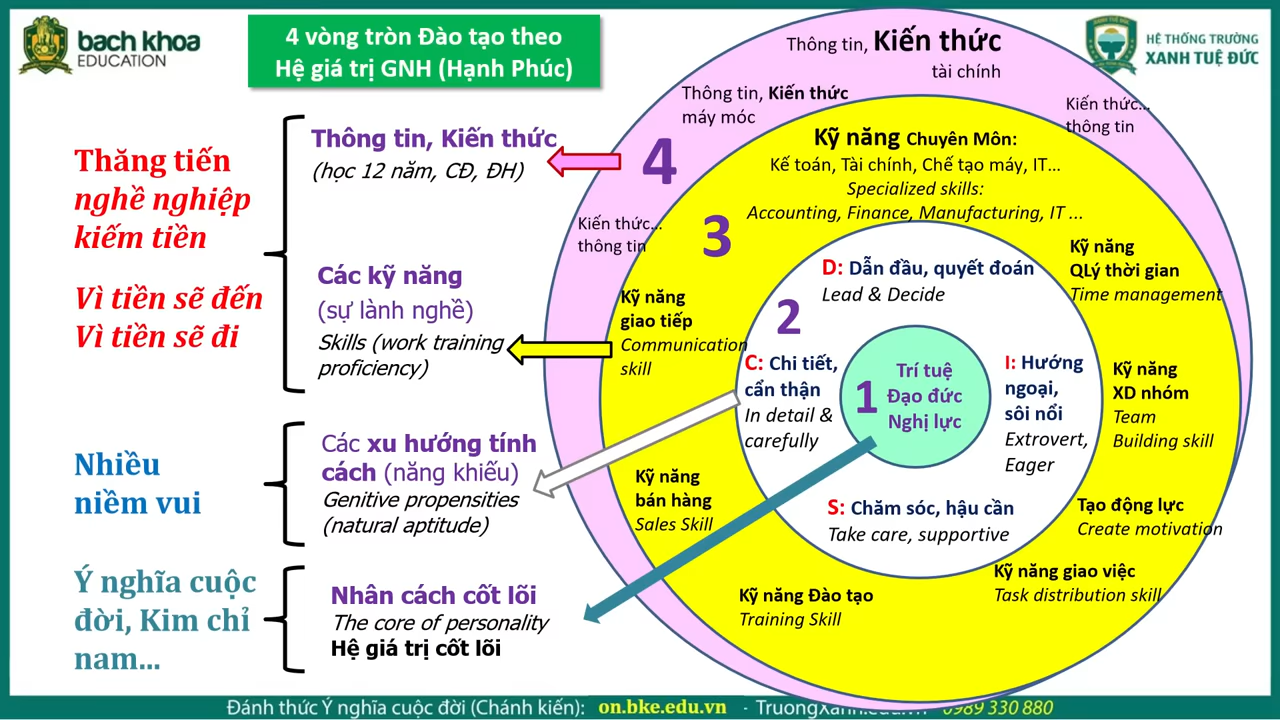 bach khoa
EDUCATION
4 vòng tròn Đào tạo theo
Hệ giá trị GNH (Hạnh Phúc)
HỆ THỐNG TRƯỜNG
XANH TUỆ ĐỨC
Thăng tiến
nghề nghiệp
kiếm tiền
Vì tiền sẽ đến
Vì tiền sẽ đi
Nhiều
niềm vui
Ý nghĩa cuộc
đời, Kim chỉ
nam...
Thông tin, Kiến thức
(học 12 năm, CĐ, ĐH)
Các kỹ năng
(sự lành nghề)
Skills (work training
proficiency)
Các xu hướng tính
cách (năng khiếu)
Genitive propensities
(natural aptitude)
Nhân cách cốt lõi
The core of personality
Hệ giá trị cốt lõi
Thông tin, Kiến thức
tài chính
Thông tin, Kiến thức
máy móc
Kiến thức...
thông tin
4
Kiến thức...
thông tin
Kỹ năng Chuyên Môn:
Kế toán, Tài chính, Chế tạo máy, IT...
Specialized skills:
Accounting, Finance, Manufacturing, IT ...
3
Kỹ năng
QLý thời gian
Time management
Kỹ năng
giao tiếp
Communication
skill
Kỹ năng
XD nhóm
Team
Building skill
Kỹ năng
bán hàng
Sales Skill
Tạo động lực
Create motivation
Kỹ năng giao việc
Task distribution skill
Kỹ năng Đào tạo
Training Skill
2
D: Dẫn đầu, quyết đoán
Lead & Decide
C: Chi tiết,
cẩn thận
In detail &
carefully
I: Hướng
ngoại,
sôi nổi
Extrovert,
Eager
S: Chăm sóc, hậu cần
Take care, supportive
1
Trí tuệ
Đạo đức
Nghị lực
Đánh thức Ý nghĩa cuộc đời (Chánh kiến): on.bke.edu.vn - TruongXanh.edu.vn 0989 330 880